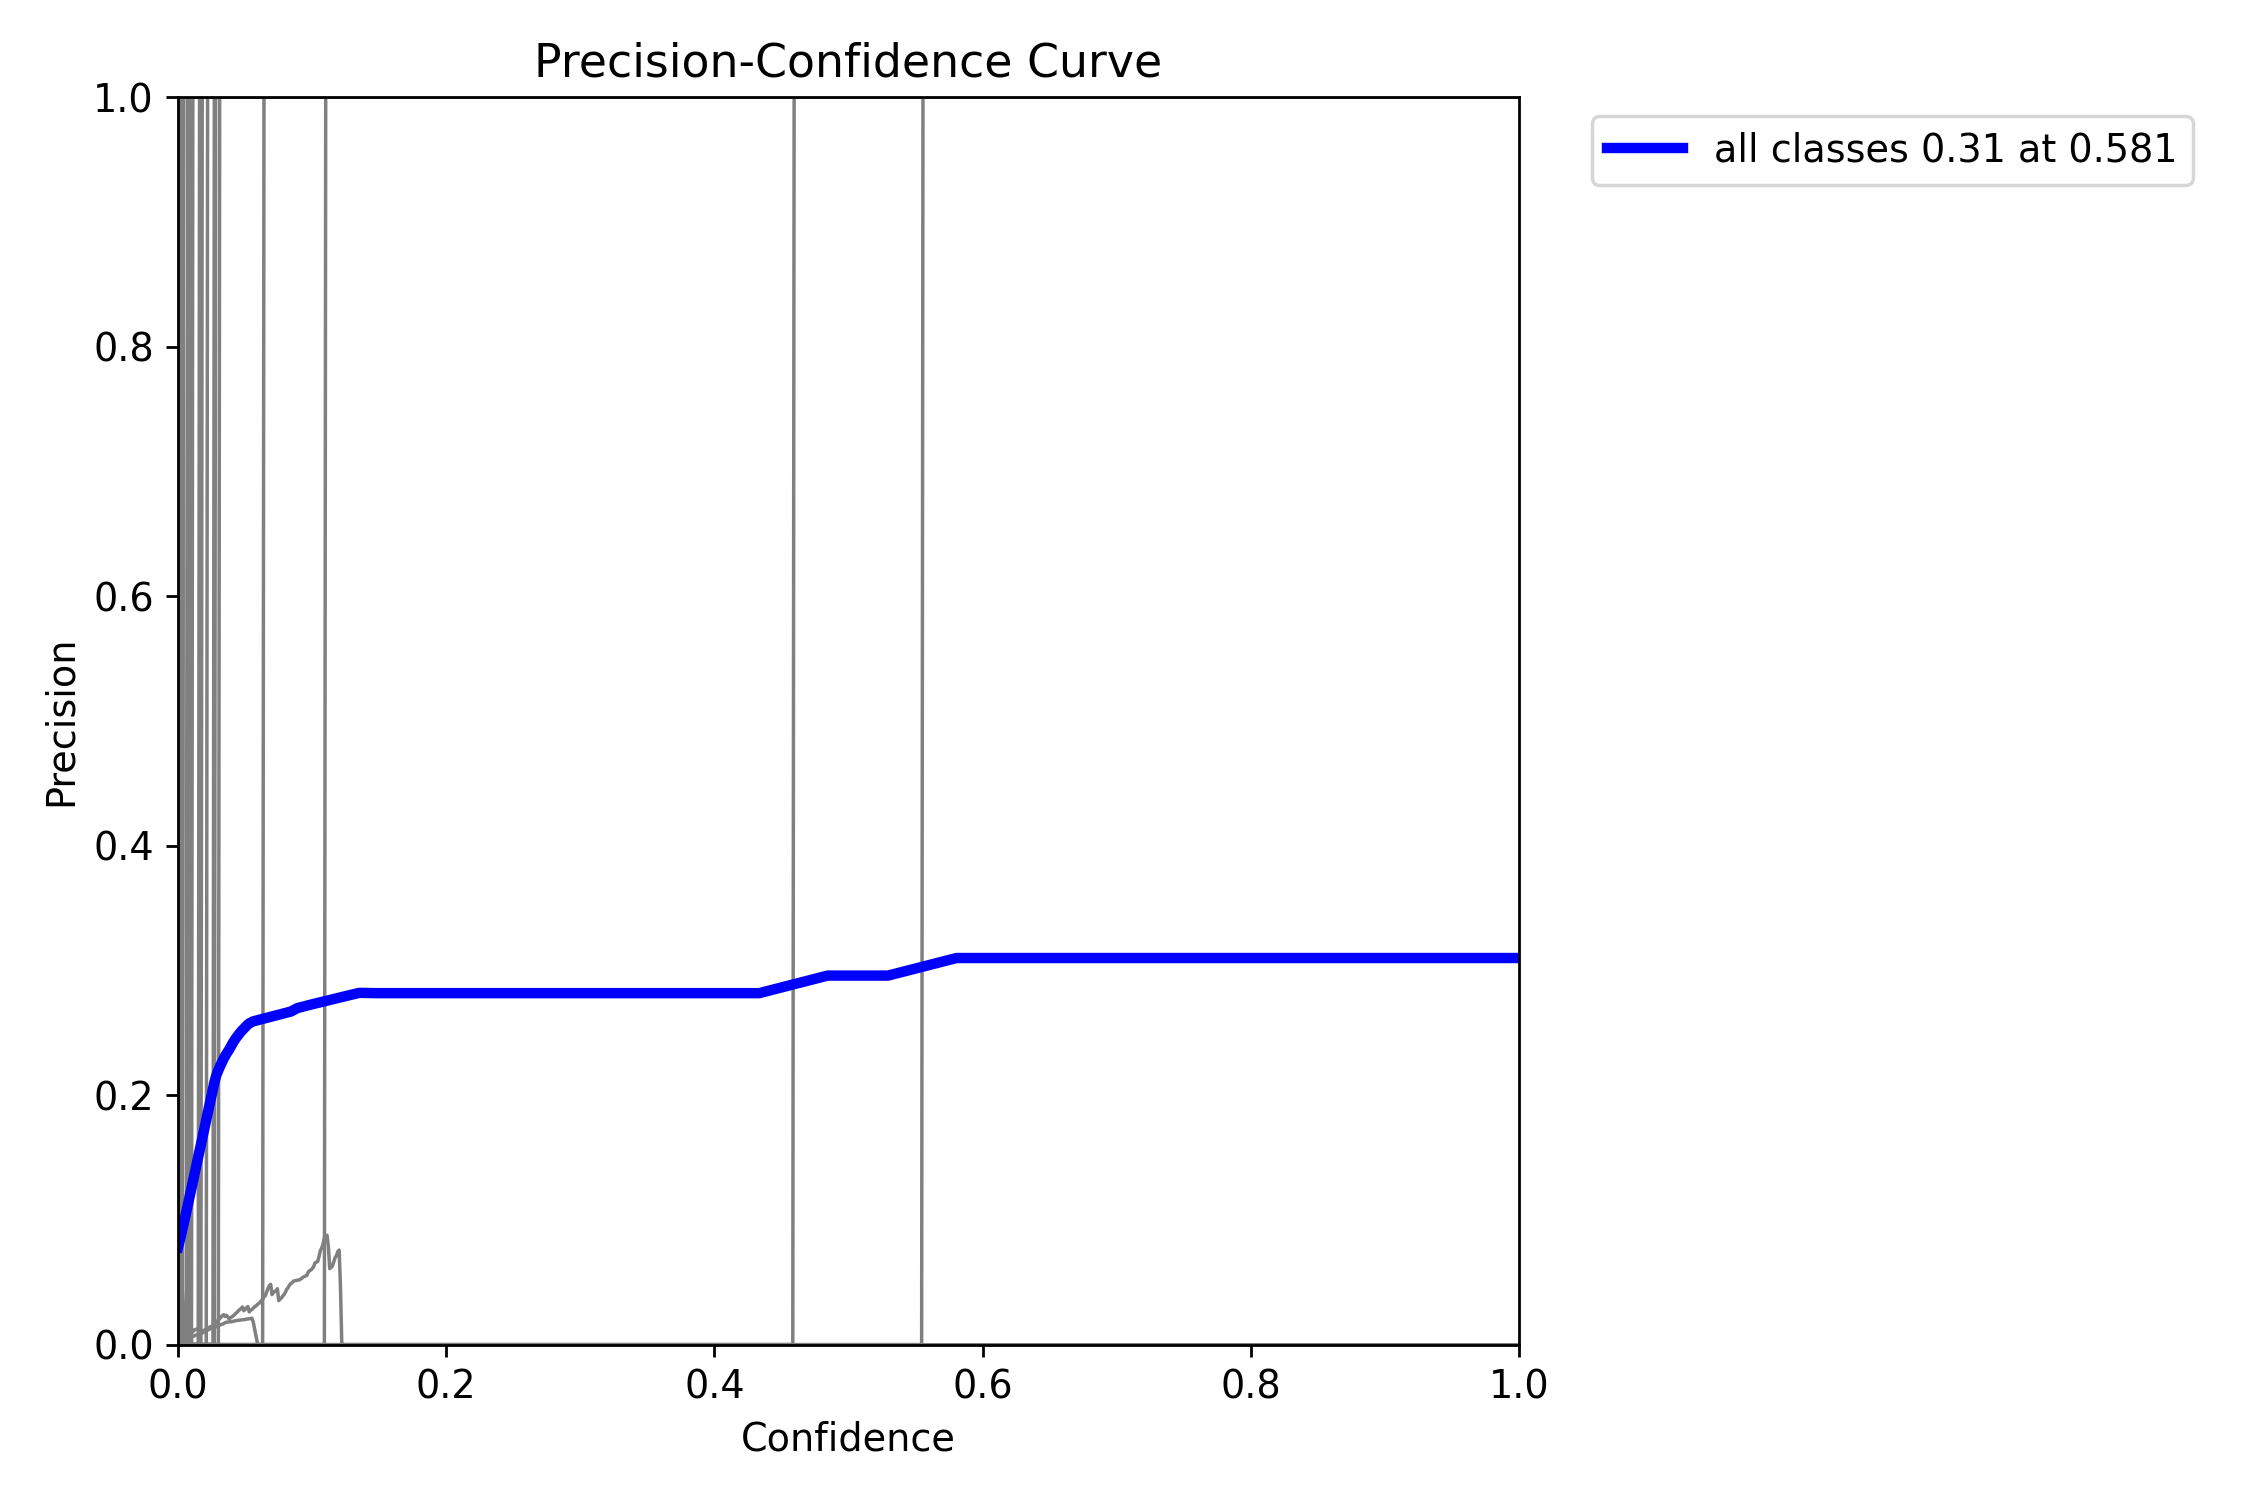 Precision-Confidence Curve
all classes 0.31 at 0.581
Precision
1.0
0.8
0.6
0.4
0.2
0.0
0.0 0.2 0.4 0.6 0.8 1.0
Confidence